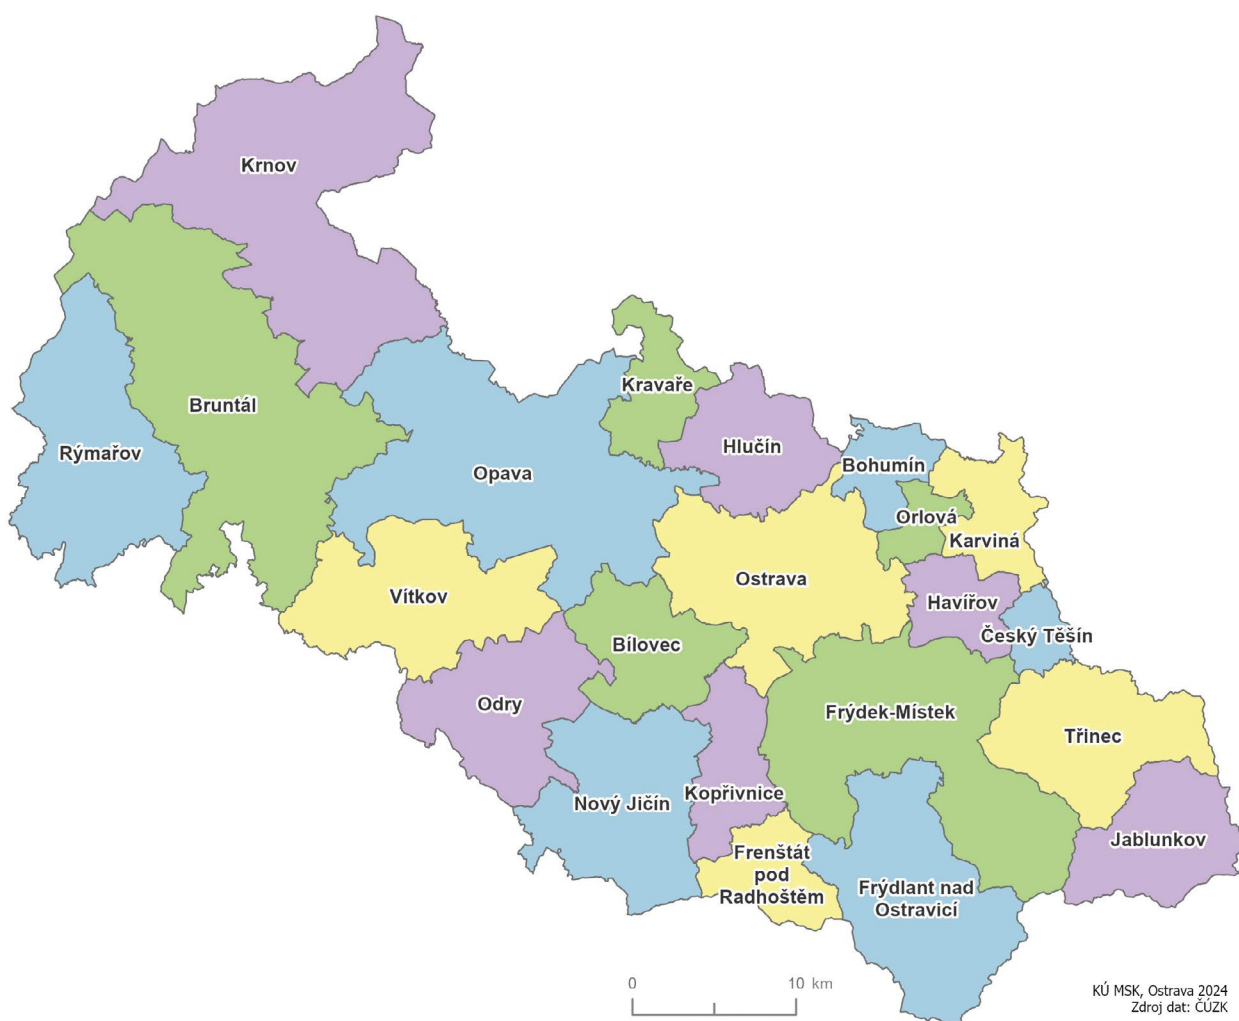 Krnov
Bruntál
Rýmařov
Kravaře
Hlučín
Opava
Bohumín
Orlová
Karviná
Ostrava
Vítkov
Havířov
Český Těšín
Bílovec
Odry
Frýdek-Místek
Třinec
Nový Jičín
Kopřivnice
Jablunkov
Frenštát
pod
Radhoštěm
Frýdlant nad
Ostravicí
0 10 km
KÚ MSK, Ostrava 2024
Zdroj dat: ČÚZK